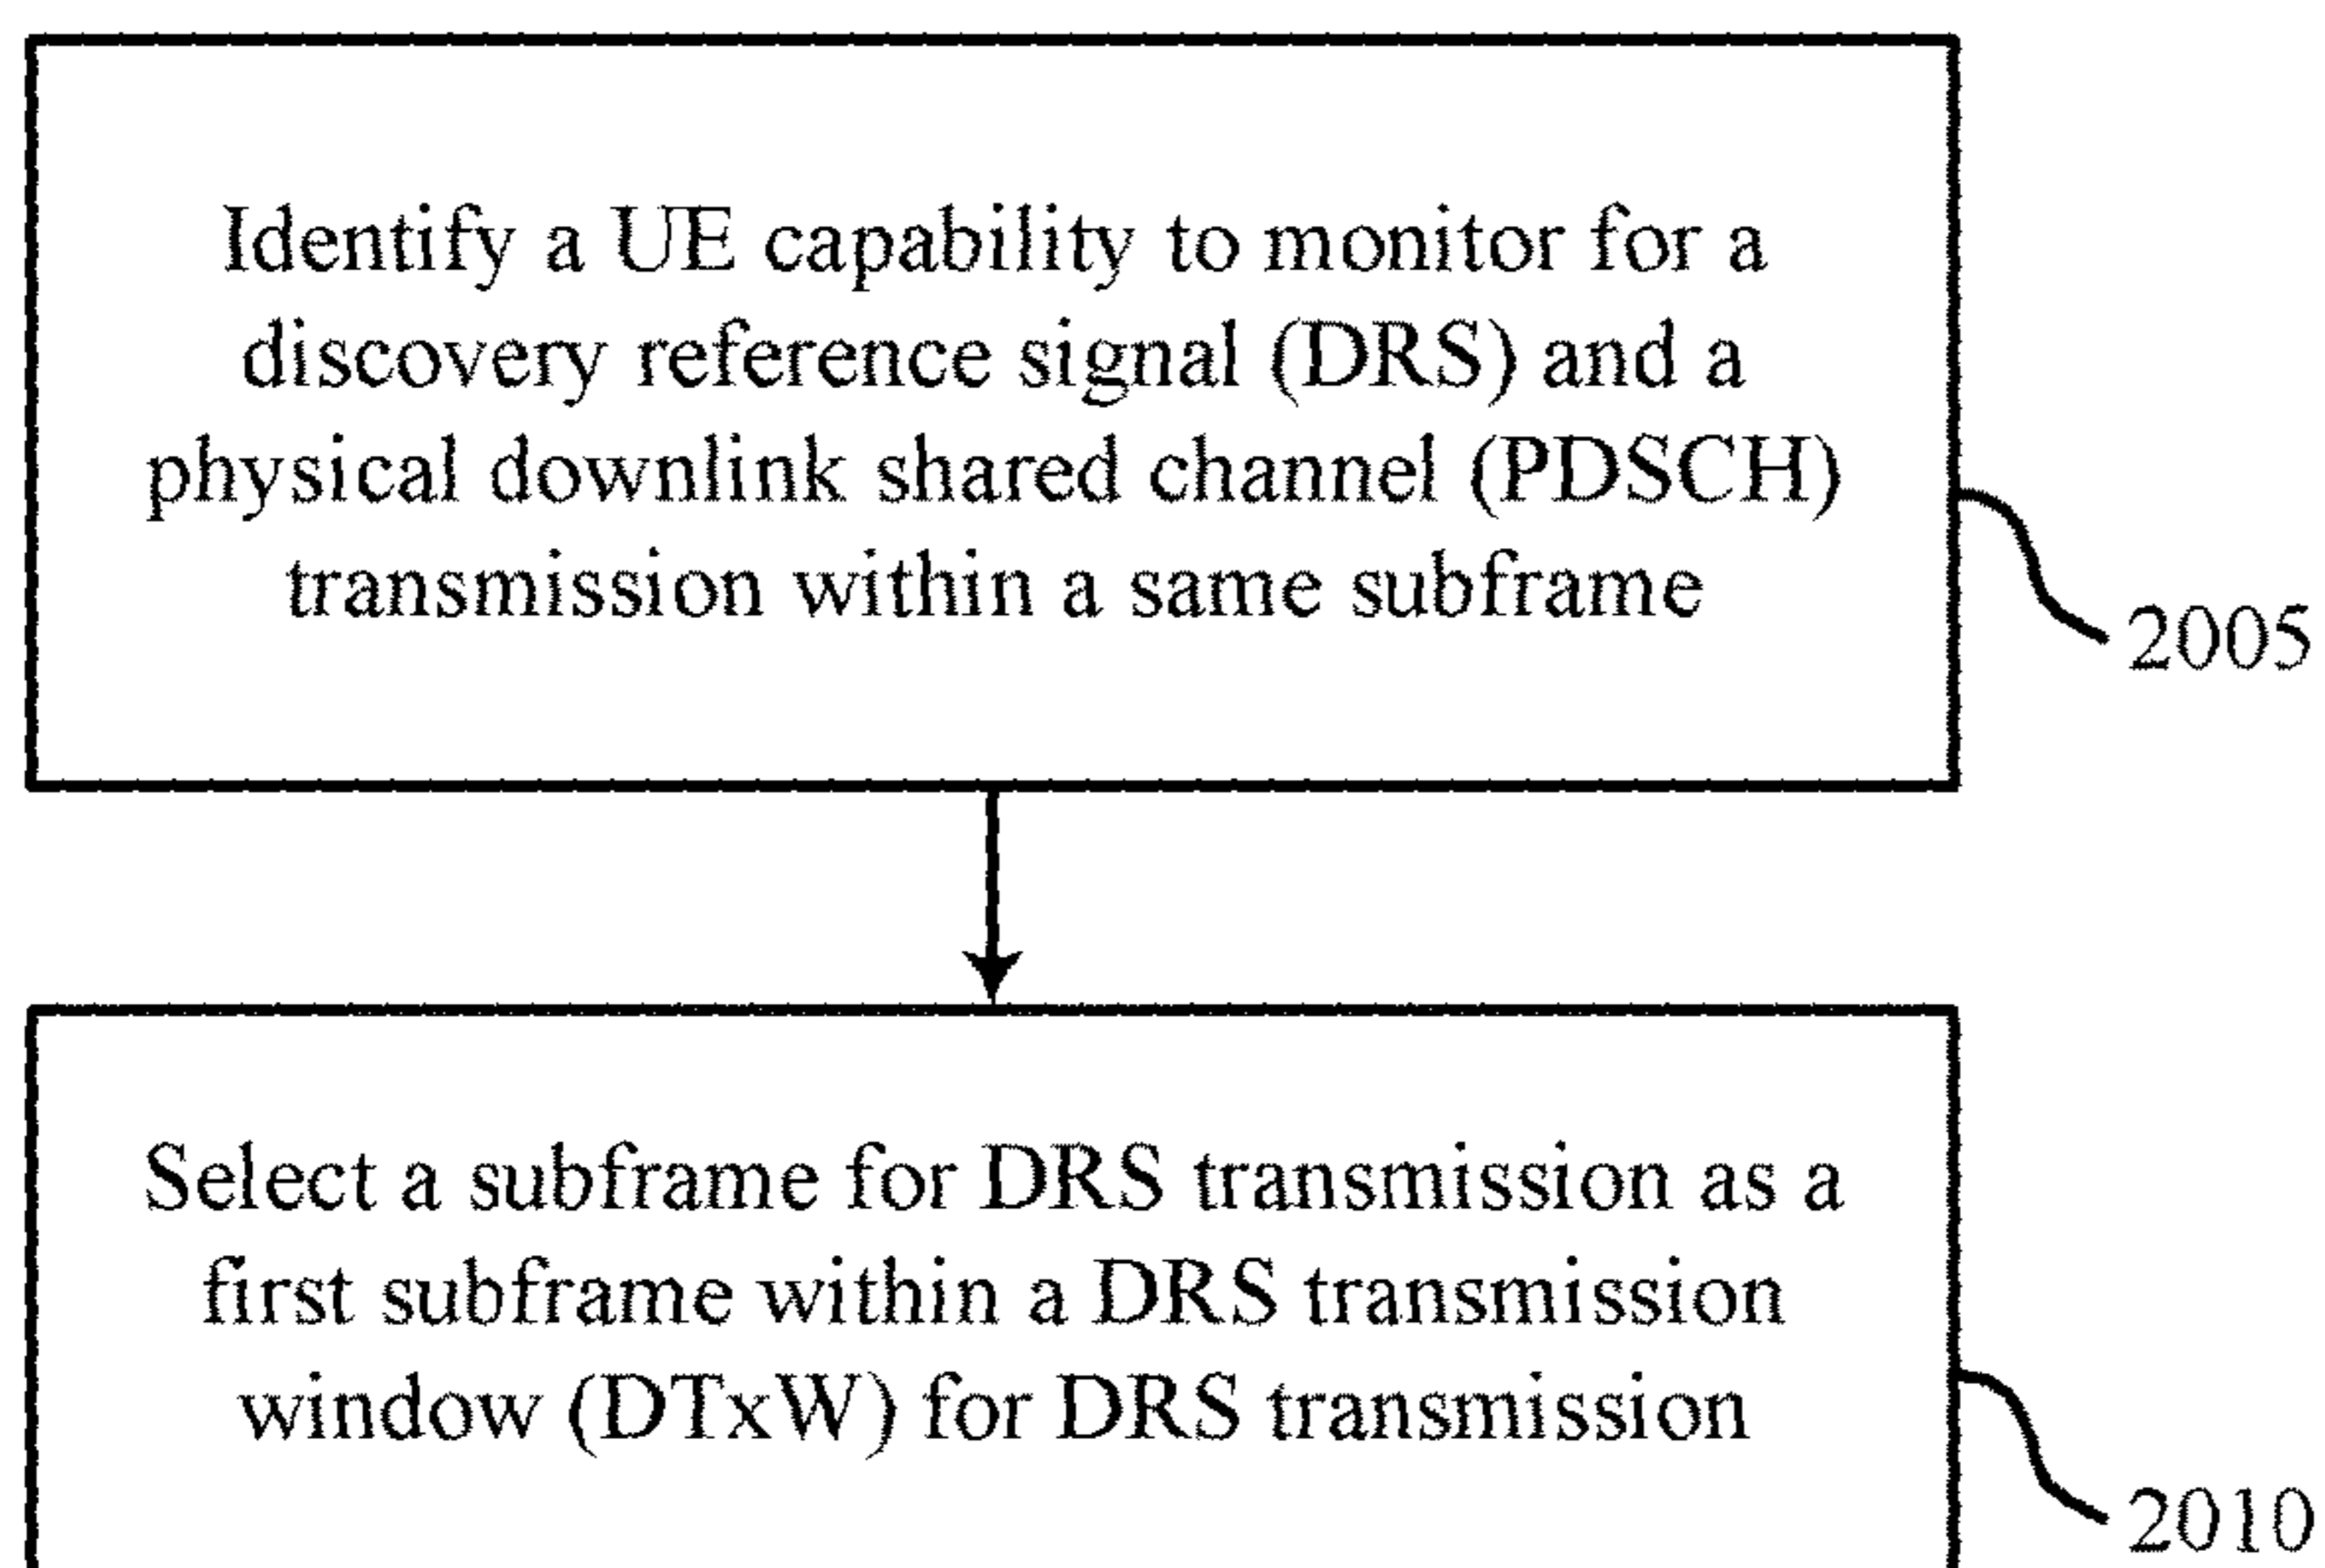 Identify a UE capability to monitor for a
discovery reference signal (DRS) and a
physical downlink shared channel (PDSCH)
transmission within a same subframe
2005
Select a subframe for DRS transmission as a
first subframe within a DRS transmission
window (DTxW) for DRS transmission
2010